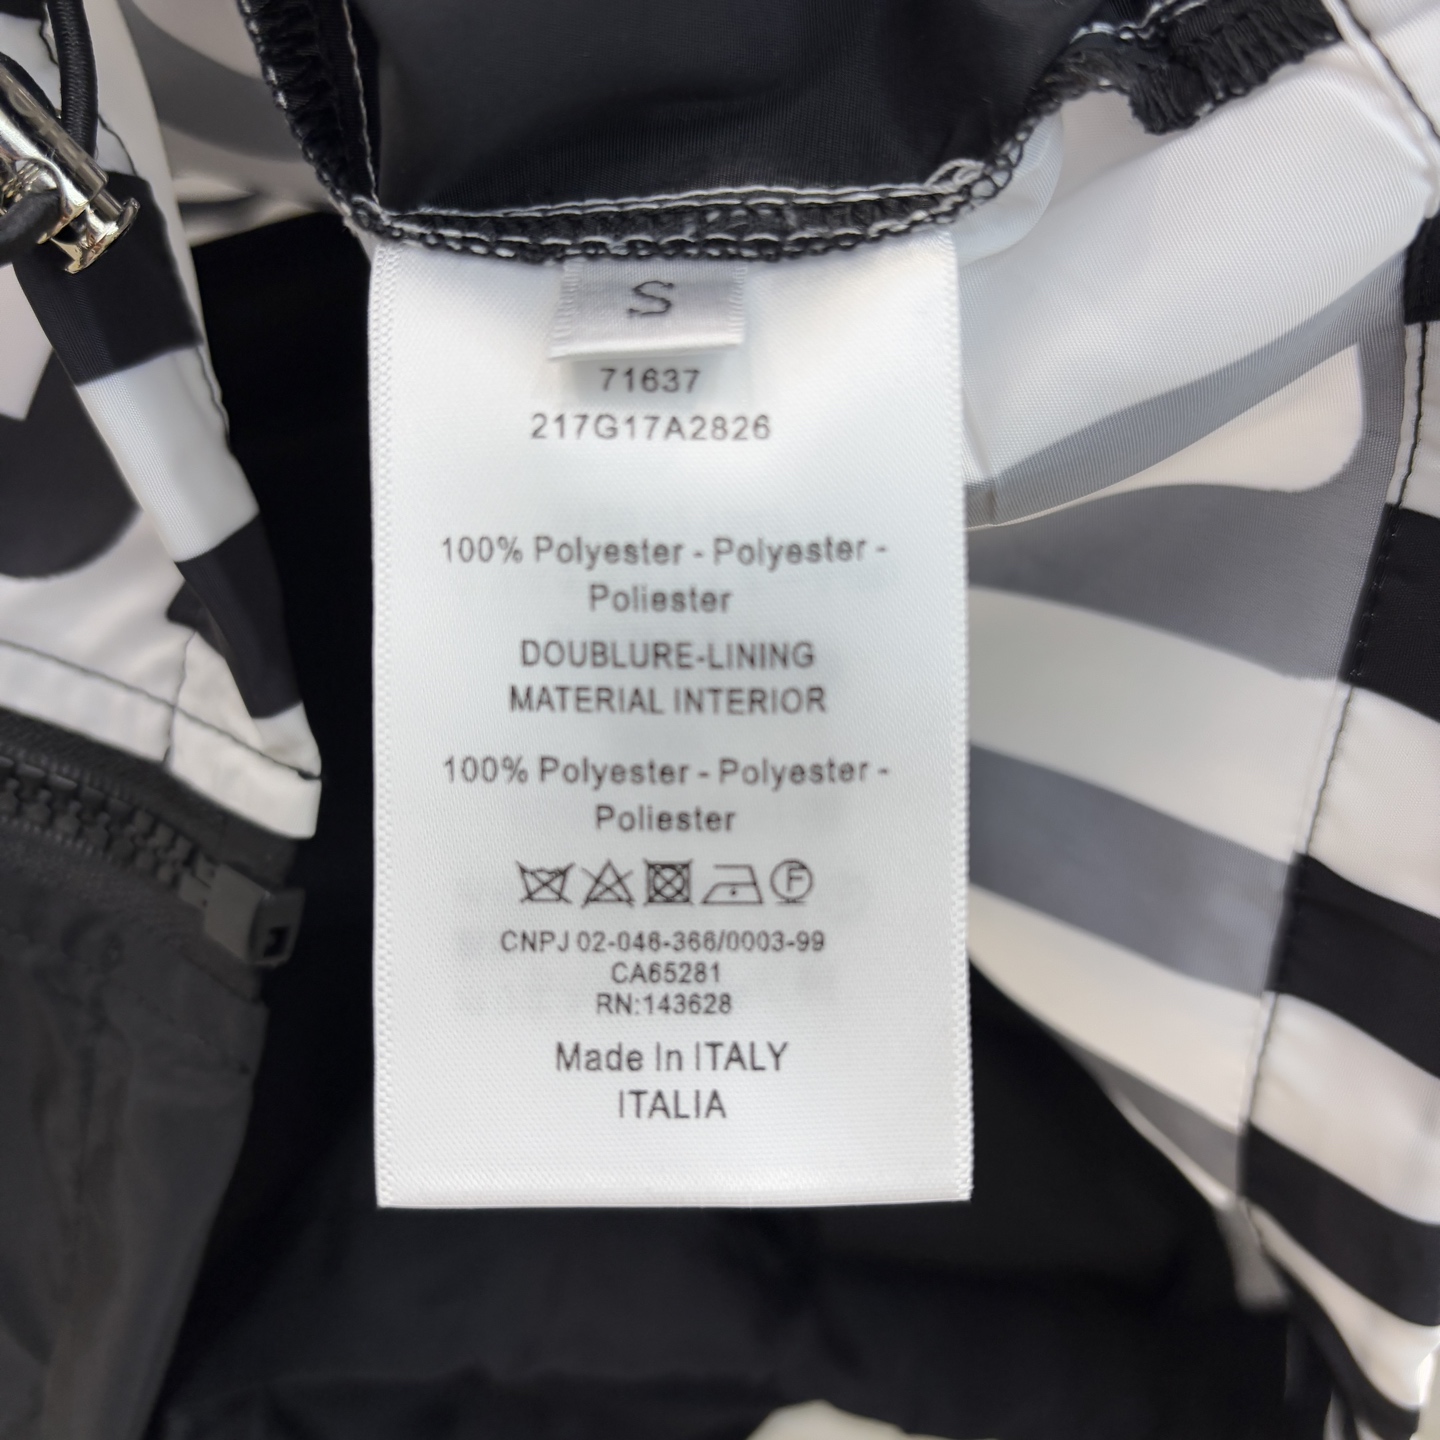 S
71637
217G17A2826
100% Polyester - Polyester -
Poliester
DOUBLURE-LINING
MATERIAL INTERIOR
100% Polyester - Polyester -
Poliester
F
CNPJ 02-046-366/0003-99
CA65281
RN:143628
Made In ITALY
ITALIA